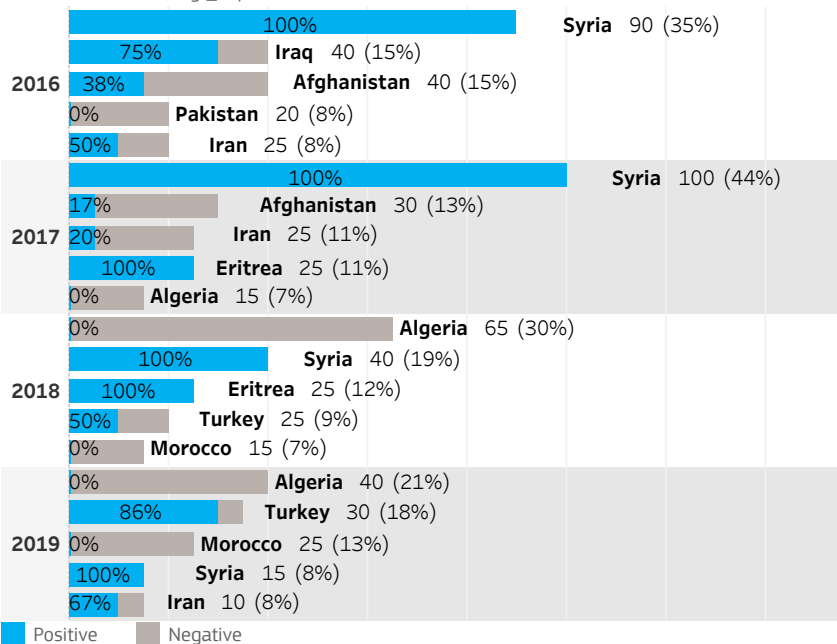 100% Syria 90 (35%)
75% Iraq 40 (15%)
2016 38% Afghanistan 40 (15%)
0% Pakistan 20 (8%)
50% Iran 25 (8%)
100% Syria 100 (44%)
17% Afghanistan 30 (13%)
2017 20% Iran 25 (11%)
100% Eritrea 25 (11%)
0% Algeria 15 (7%)
0% Algeria 65 (30%)
100% Syria 40 (19%)
2018 100% Eritrea 25 (12%)
50% Turkey 25 (9%)
0% Morocco 15 (7%)
0% Algeria 40 (21%)
86% Turkey 30 (18%)
2019 0% Morocco 25 (13%)
100% Syria 15 (8%)
67% Iran 10 (8%)
Positive Negative